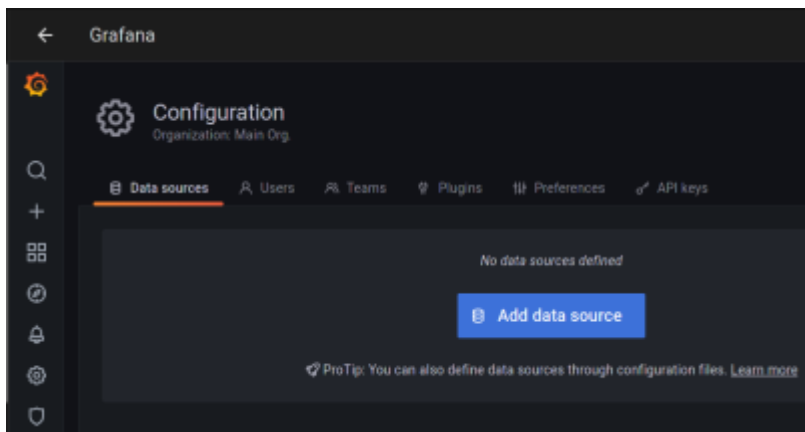 Grafana
Configuration
Organization: Main Org.
Data sources Users Teams Plugins Preferences API keys
No data sources defined
Add data source
ProTip: You can also define data sources through configuration files. Learn more